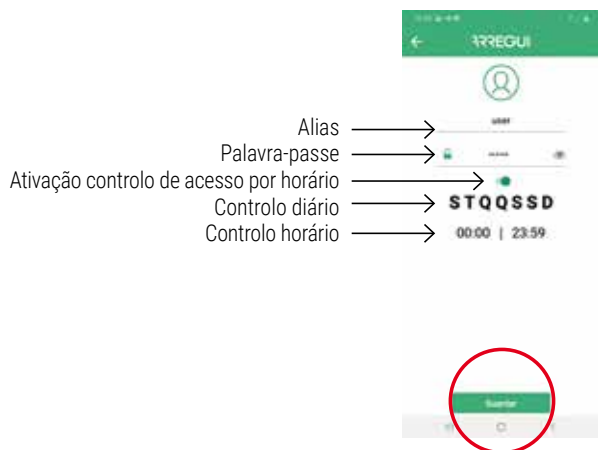 ARREGUI
user
Alias
Palavra-passe
Ativação controlo de acesso por horário
Controlo diário
S T Q Q S S D
Controlo horário
00:00 | 23:59
Guardar